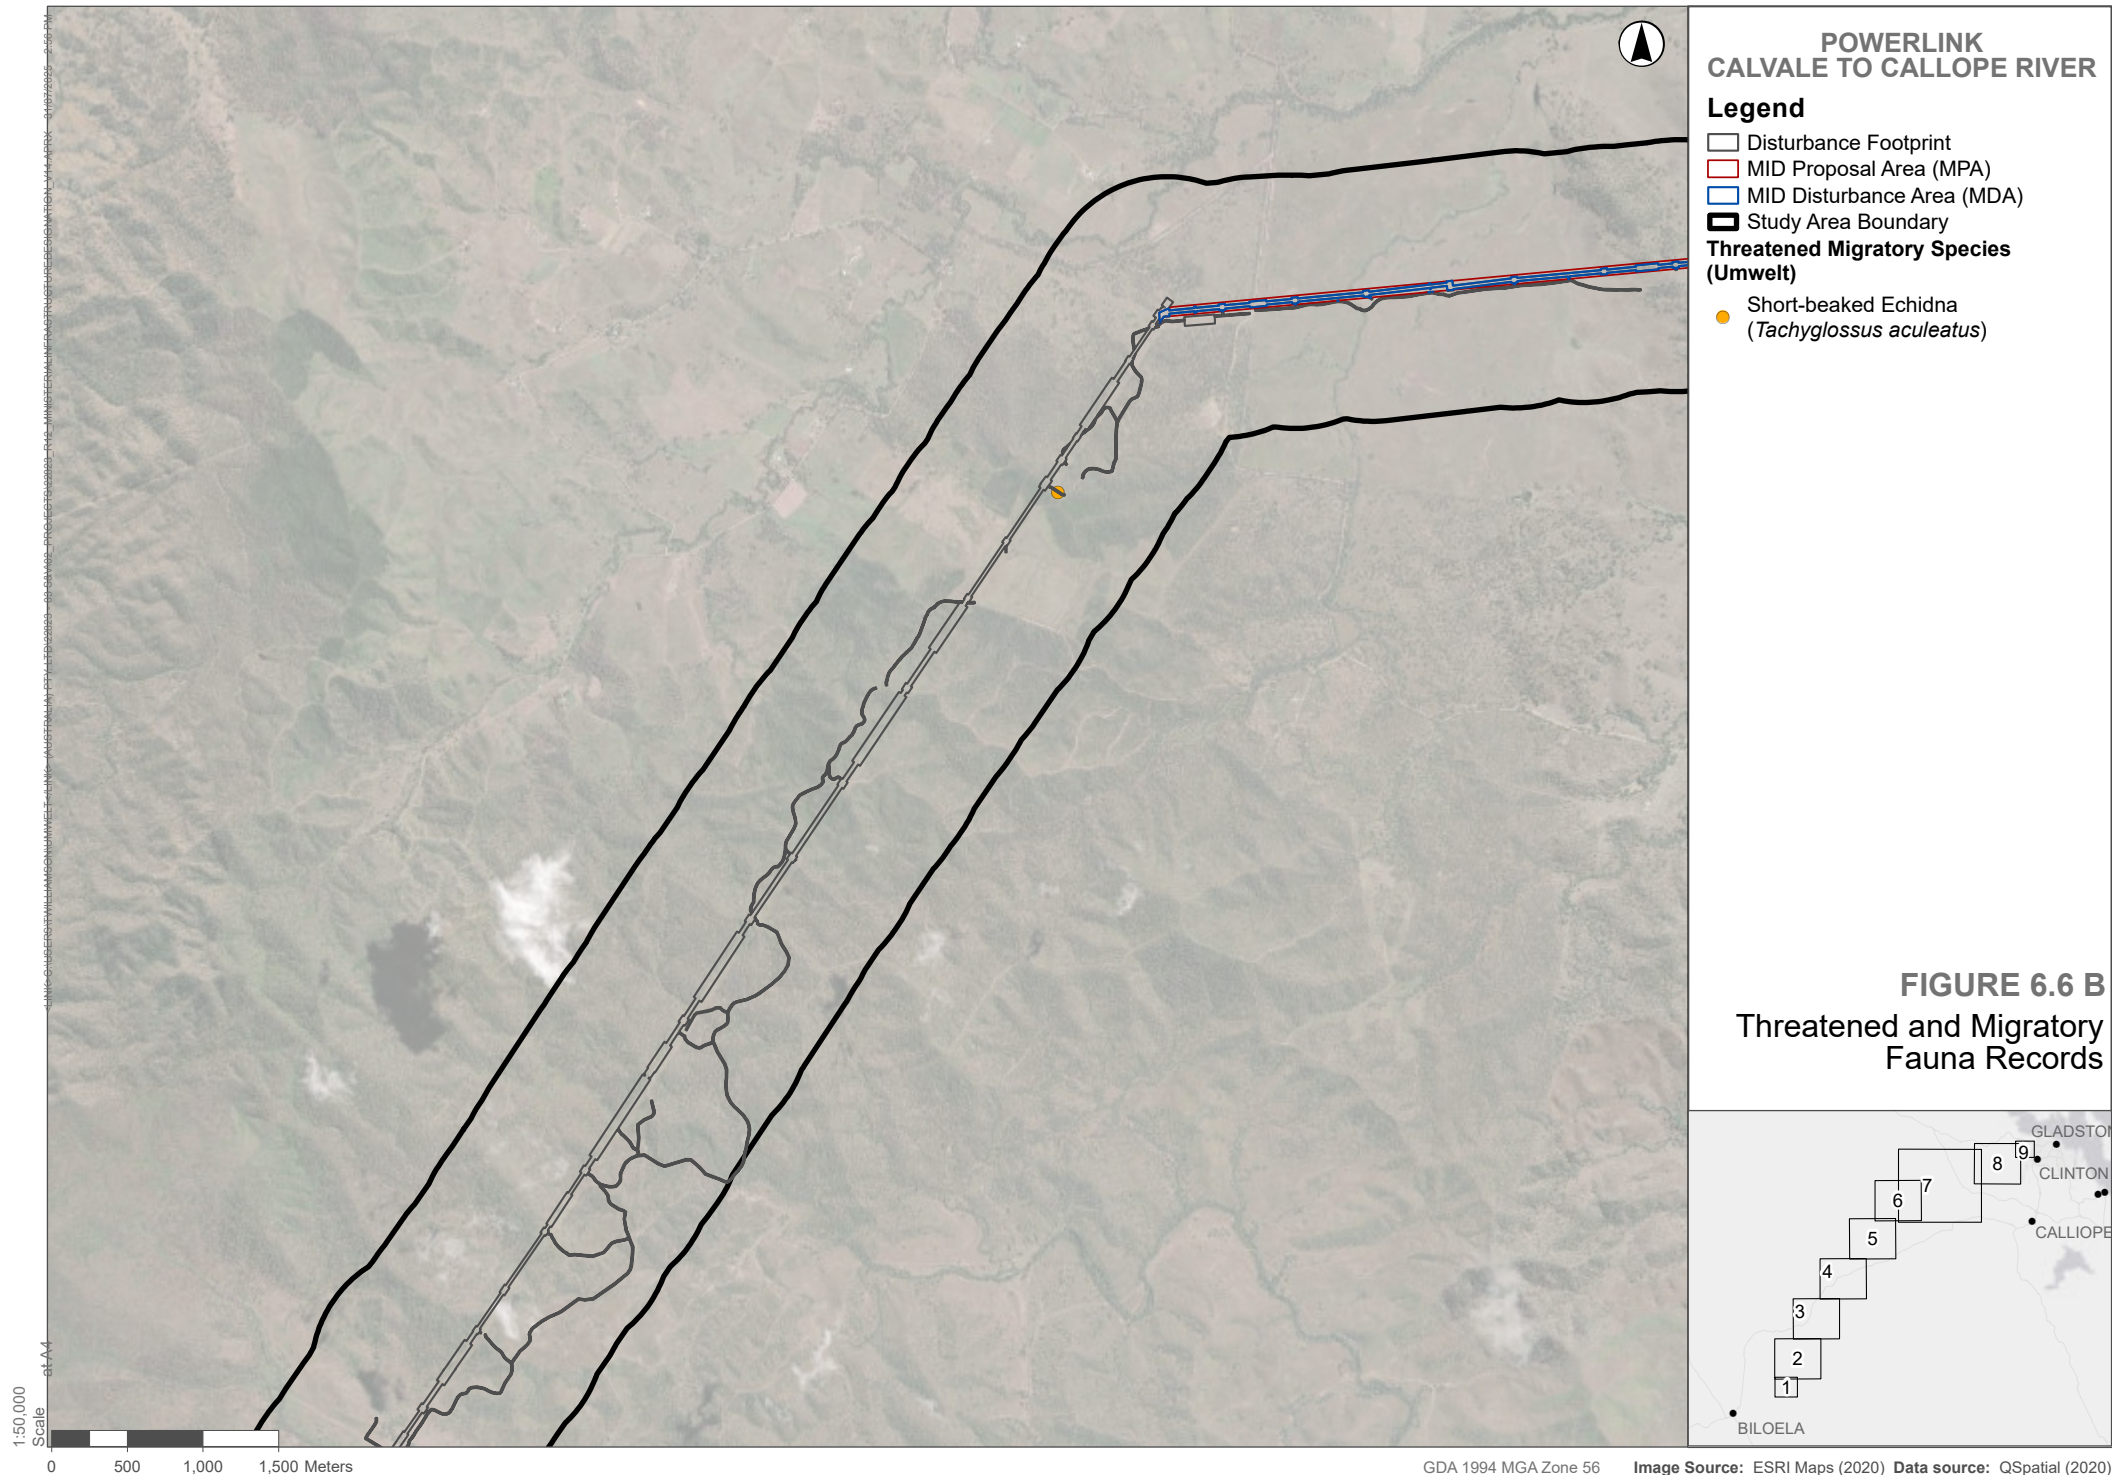 POWERLINK
CALVALE TO CALLOPE RIVER
Legend
Disturbance Footprint
MID Proposal Area (MPA)
MID Disturbance Area (MDA)
Study Area Boundary
Threatened Migratory Species
(Umwelt)
Short-beaked Echidna
(Tachyglossus aculeatus)
FIGURE 6.6 B
Threatened and Migratory
Fauna Records
GLADSTON
CLINTON
CALLIOPE
BILOELA
9
8
7
6
5
4
3
2
1
Scale
1:50,000
at A4
0 500 1,000 1,500 Meters
GDA 1994 MGA Zone 56
Image Source: ESRI Maps (2020) Data source: QSpatial (2020)